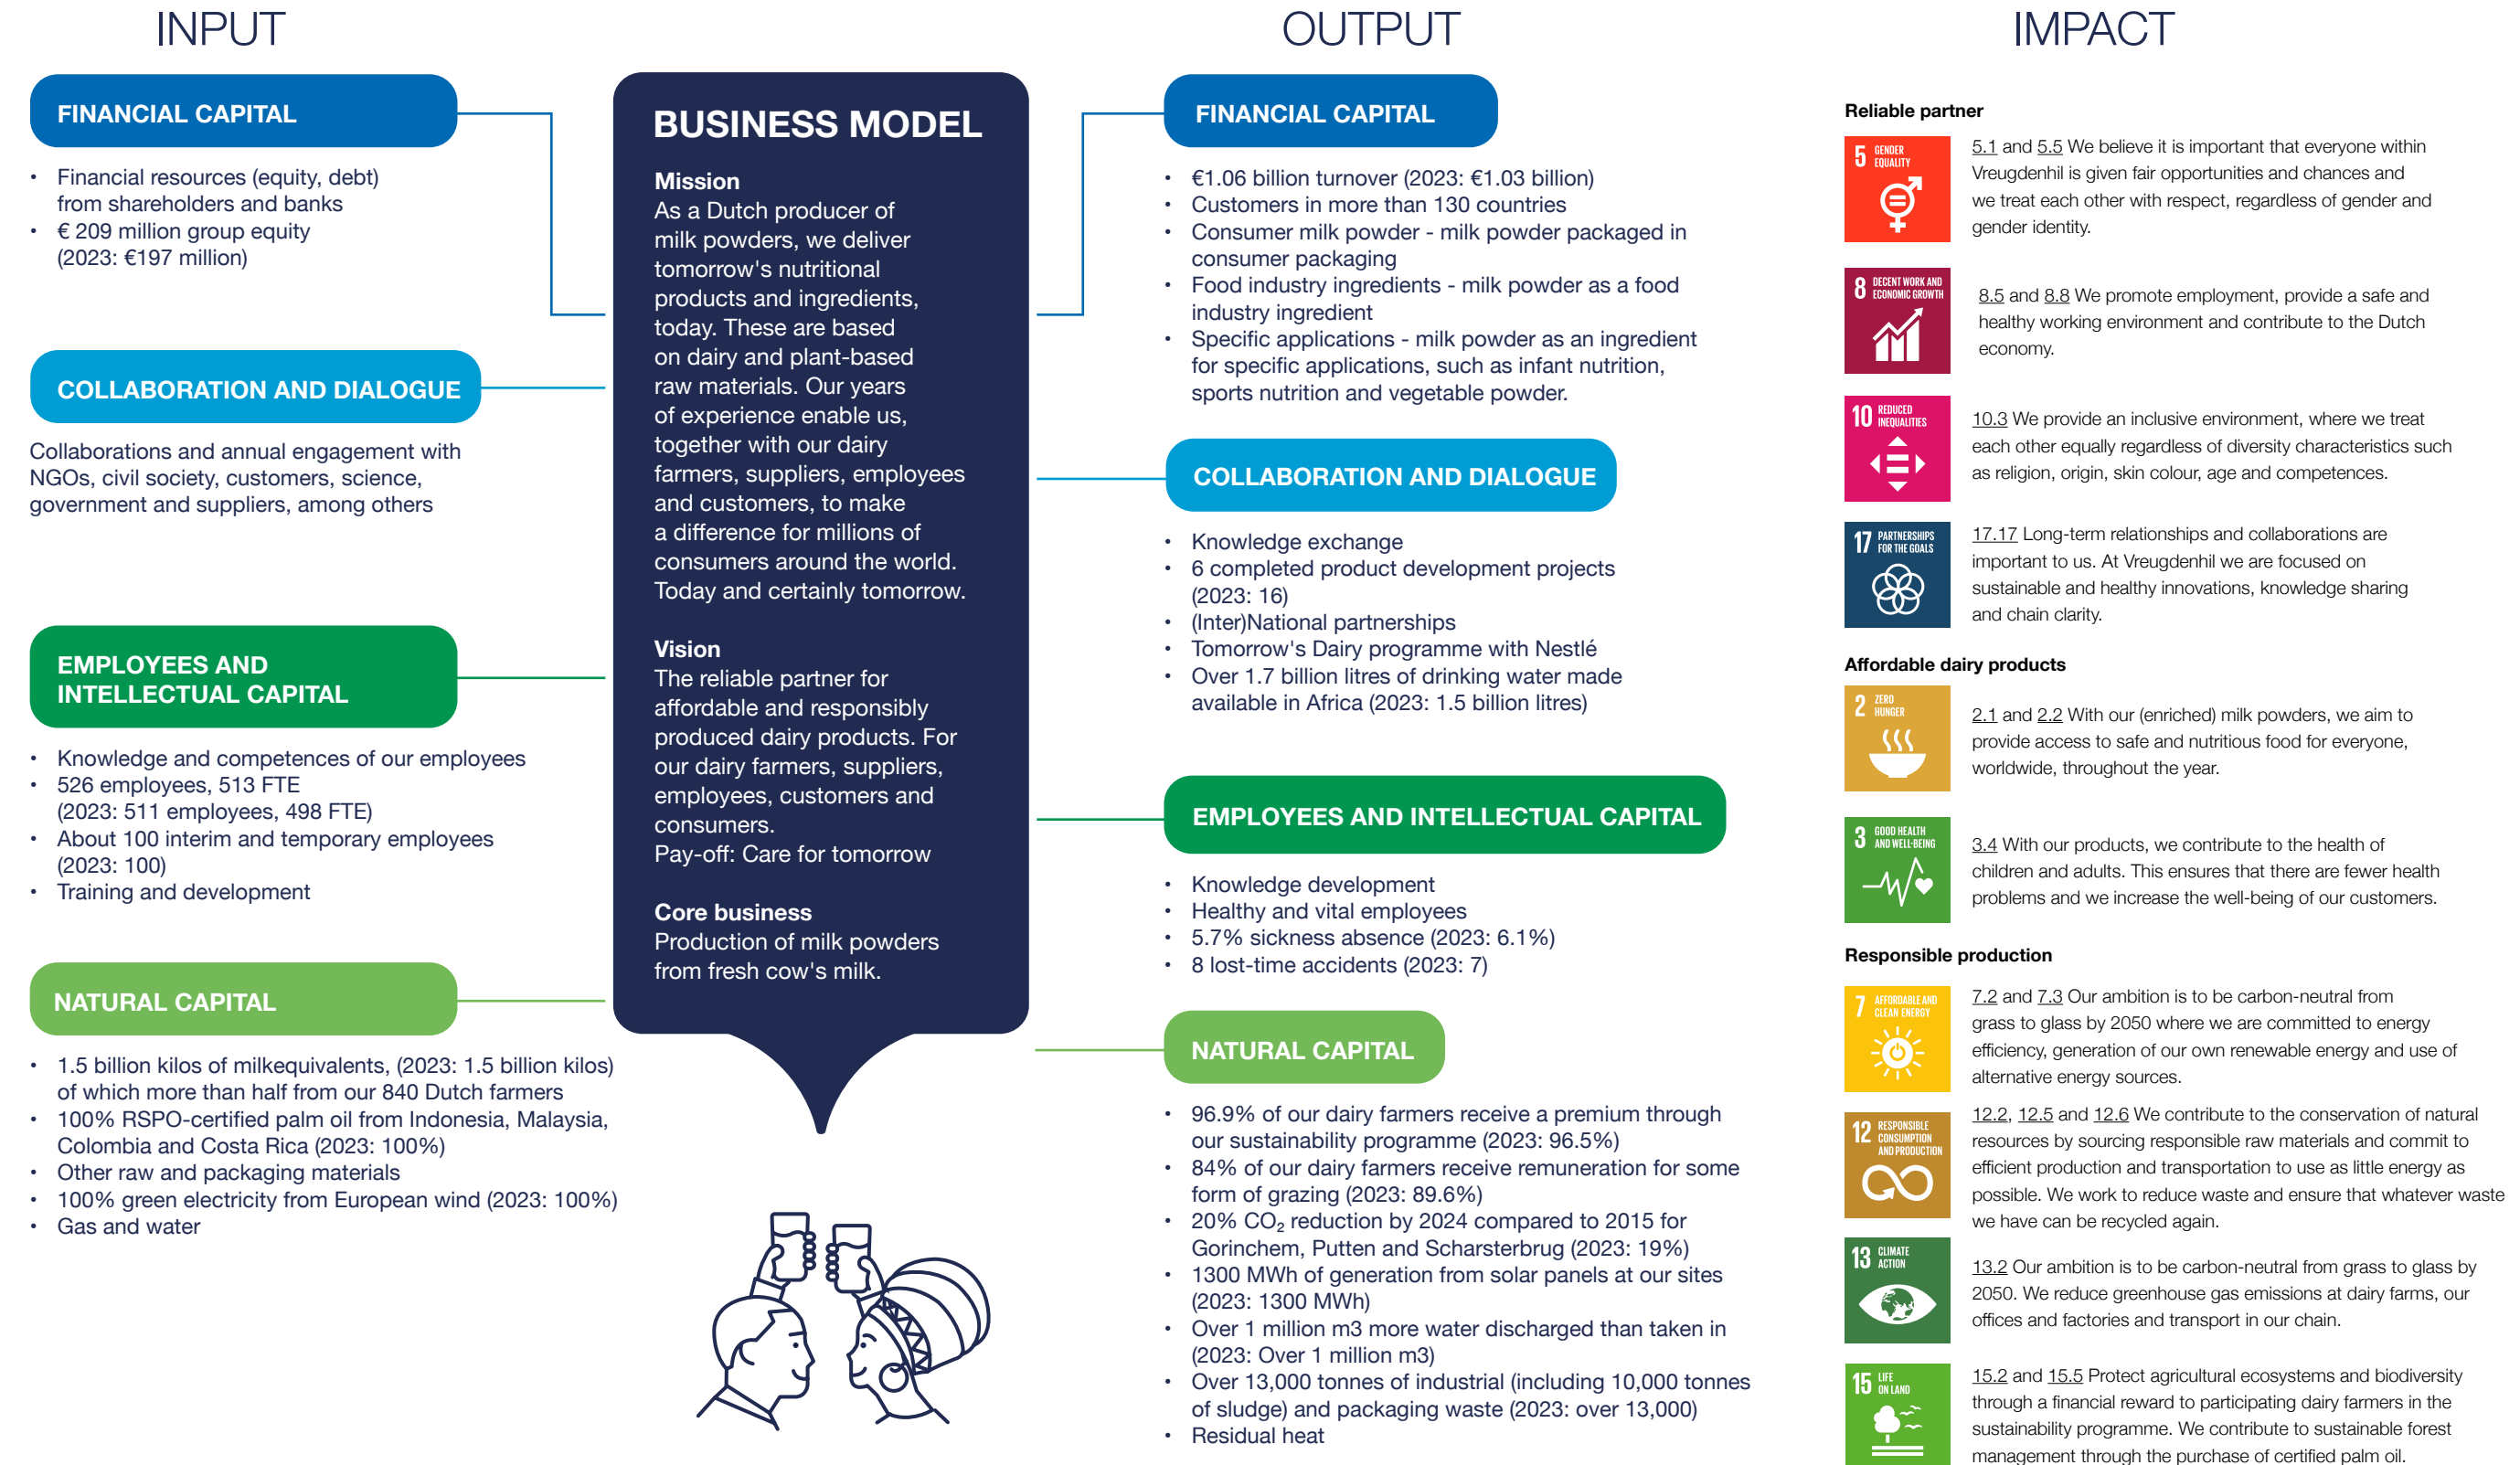 INPUT
FINANCIAL CAPITAL
• Financial resources (equity, debt)
from shareholders and banks
• € 209 million group equity
(2023: €197 million)
COLLABORATION AND DIALOGUE
Collaborations and annual engagement with
NGOs, civil society, customers, science,
government and suppliers, among others
EMPLOYEES AND
INTELLECTUAL CAPITAL
• Knowledge and competences of our employees
• 526 employees, 513 FTE
(2023: 511 employees, 498 FTE)
• About 100 interim and temporary employees
(2023: 100)
• Training and development
NATURAL CAPITAL
• 1.5 billion kilos of milkequivalents, (2023: 1.5 billion kilos)
of which more than half from our 840 Dutch farmers
• 100% RSPO-certified palm oil from Indonesia, Malaysia,
Colombia and Costa Rica (2023: 100%)
• Other raw and packaging materials
• 100% green electricity from European wind (2023: 100%)
• Gas and water
BUSINESS MODEL
Mission
As a Dutch producer of
milk powders, we deliver
tomorrow's nutritional
products and ingredients,
today. These are based
on dairy and plant-based
raw materials. Our years
of experience enable us,
together with our dairy
farmers, suppliers, employees
and customers, to make
a difference for millions of
consumers around the world.
Today and certainly tomorrow.
Vision
The reliable partner for
affordable and responsibly
produced dairy products. For
our dairy farmers, suppliers,
employees, customers and
consumers.
Pay-off: Care for tomorrow
Core business
Production of milk powders
from fresh cow's milk.
OUTPUT
FINANCIAL CAPITAL
• €1.06 billion turnover (2023: €1.03 billion)
• Customers in more than 130 countries
• Consumer milk powder - milk powder packaged in
consumer packaging
• Food industry ingredients - milk powder as a food
industry ingredient
• Specific applications - milk powder as an ingredient
for specific applications, such as infant nutrition,
sports nutrition and vegetable powder.
COLLABORATION AND DIALOGUE
• Knowledge exchange
• 6 completed product development projects
(2023: 16)
• (Inter)National partnerships
• Tomorrow's Dairy programme with Nestlé
• Over 1.7 billion litres of drinking water made
available in Africa (2023: 1.5 billion litres)
EMPLOYEES AND INTELLECTUAL CAPITAL
• Knowledge development
• Healthy and vital employees
• 5.7% sickness absence (2023: 6.1%)
• 8 lost-time accidents (2023: 7)
NATURAL CAPITAL
• 96.9% of our dairy farmers receive a premium through
our sustainability programme (2023: 96.5%)
• 84% of our dairy farmers receive remuneration for some
form of grazing (2023: 89.6%)
• 20% CO₂ reduction by 2024 compared to 2015 for
Gorinchem, Putten and Scharsterbrug (2023: 19%)
• 1300 MWh of generation from solar panels at our sites
(2023: 1300 MWh)
• Over 1 million m3 more water discharged than taken in
(2023: Over 1 million m3)
• Over 13,000 tonnes of industrial (including 10,000 tonnes
of sludge) and packaging waste (2023: over 13,000)
• Residual heat
IMPACT
Reliable partner
5 GENDER
EQUALITY
5.1 and 5.5 We believe it is important that everyone within
Vreugdenhil is given fair opportunities and chances and
we treat each other with respect, regardless of gender and
gender identity.
8 DECENT WORK AND
ECONOMIC GROWTH
8.5 and 8.8 We promote employment, provide a safe and
healthy working environment and contribute to the Dutch
economy.
10 REDUCED
INEQUALITIES
10.3 We provide an inclusive environment, where we treat
each other equally regardless of diversity characteristics such
as religion, origin, skin colour, age and competences.
17 PARTNERSHIPS
FOR THE GOALS
17.17 Long-term relationships and collaborations are
important to us. At Vreugdenhil we are focused on
sustainable and healthy innovations, knowledge sharing
and chain clarity.
Affordable dairy products
2 ZERO
HUNGER
2.1 and 2.2 With our (enriched) milk powders, we aim to
provide access to safe and nutritious food for everyone,
worldwide, throughout the year.
3 GOOD HEALTH
AND WELL-BEING
3.4 With our products, we contribute to the health of
children and adults. This ensures that there are fewer health
problems and we increase the well-being of our customers.
Responsible production
7 AFFORDABLE AND
CLEAN ENERGY
7.2 and 7.3 Our ambition is to be carbon-neutral from
grass to glass by 2050 where we are committed to energy
efficiency, generation of our own renewable energy and use of
alternative energy sources.
12 RESPONSIBLE
CONSUMPTION
AND PRODUCTION
12.2, 12.5 and 12.6 We contribute to the conservation of natural
resources by sourcing responsible raw materials and commit to
efficient production and transportation to use as little energy as
possible. We work to reduce waste and ensure that whatever waste
we have can be recycled again.
13 CLIMATE
ACTION
13.2 Our ambition is to be carbon-neutral from grass to glass by
2050. We reduce greenhouse gas emissions at dairy farms, our
offices and factories and transport in our chain.
15 LIFE
ON LAND
15.2 and 15.5 Protect agricultural ecosystems and biodiversity
through a financial reward to participating dairy farmers in the
sustainability programme. We contribute to sustainable forest
management through the purchase of certified palm oil.